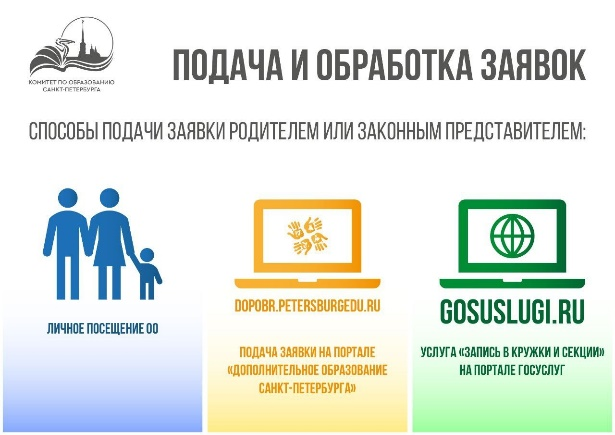 КОМИТЕТ ПО ОБРАЗОВАНИЮ
САНКТ-ПЕТЕРБУРГА
ПОДАЧА И ОБРАБОТКА ЗАЯВОК
СПОСОБЫ ПОДАЧИ ЗАЯВКИ РОДИТЕЛЕМ ИЛИ ЗАКОННЫМ ПРЕДСТАВИТЕЛЕМ:
ЛИЧНОЕ ПОСЕЩЕНИЕ ОО
DOPOBR.PETERSBURGEDU.RU
ПОДАЧА ЗАЯВКИ НА ПОРТАЛЕ
«ДОПОЛНИТЕЛЬНОЕ ОБРАЗОВАНИЕ
САНКТ-ПЕТЕРБУРГА»
GOSUSLUGI.RU
УСЛУГА «ЗАПИСЬ В КРУЖКИ И СЕКЦИИ»
НА ПОРТАЛЕ ГОСУСЛУГ